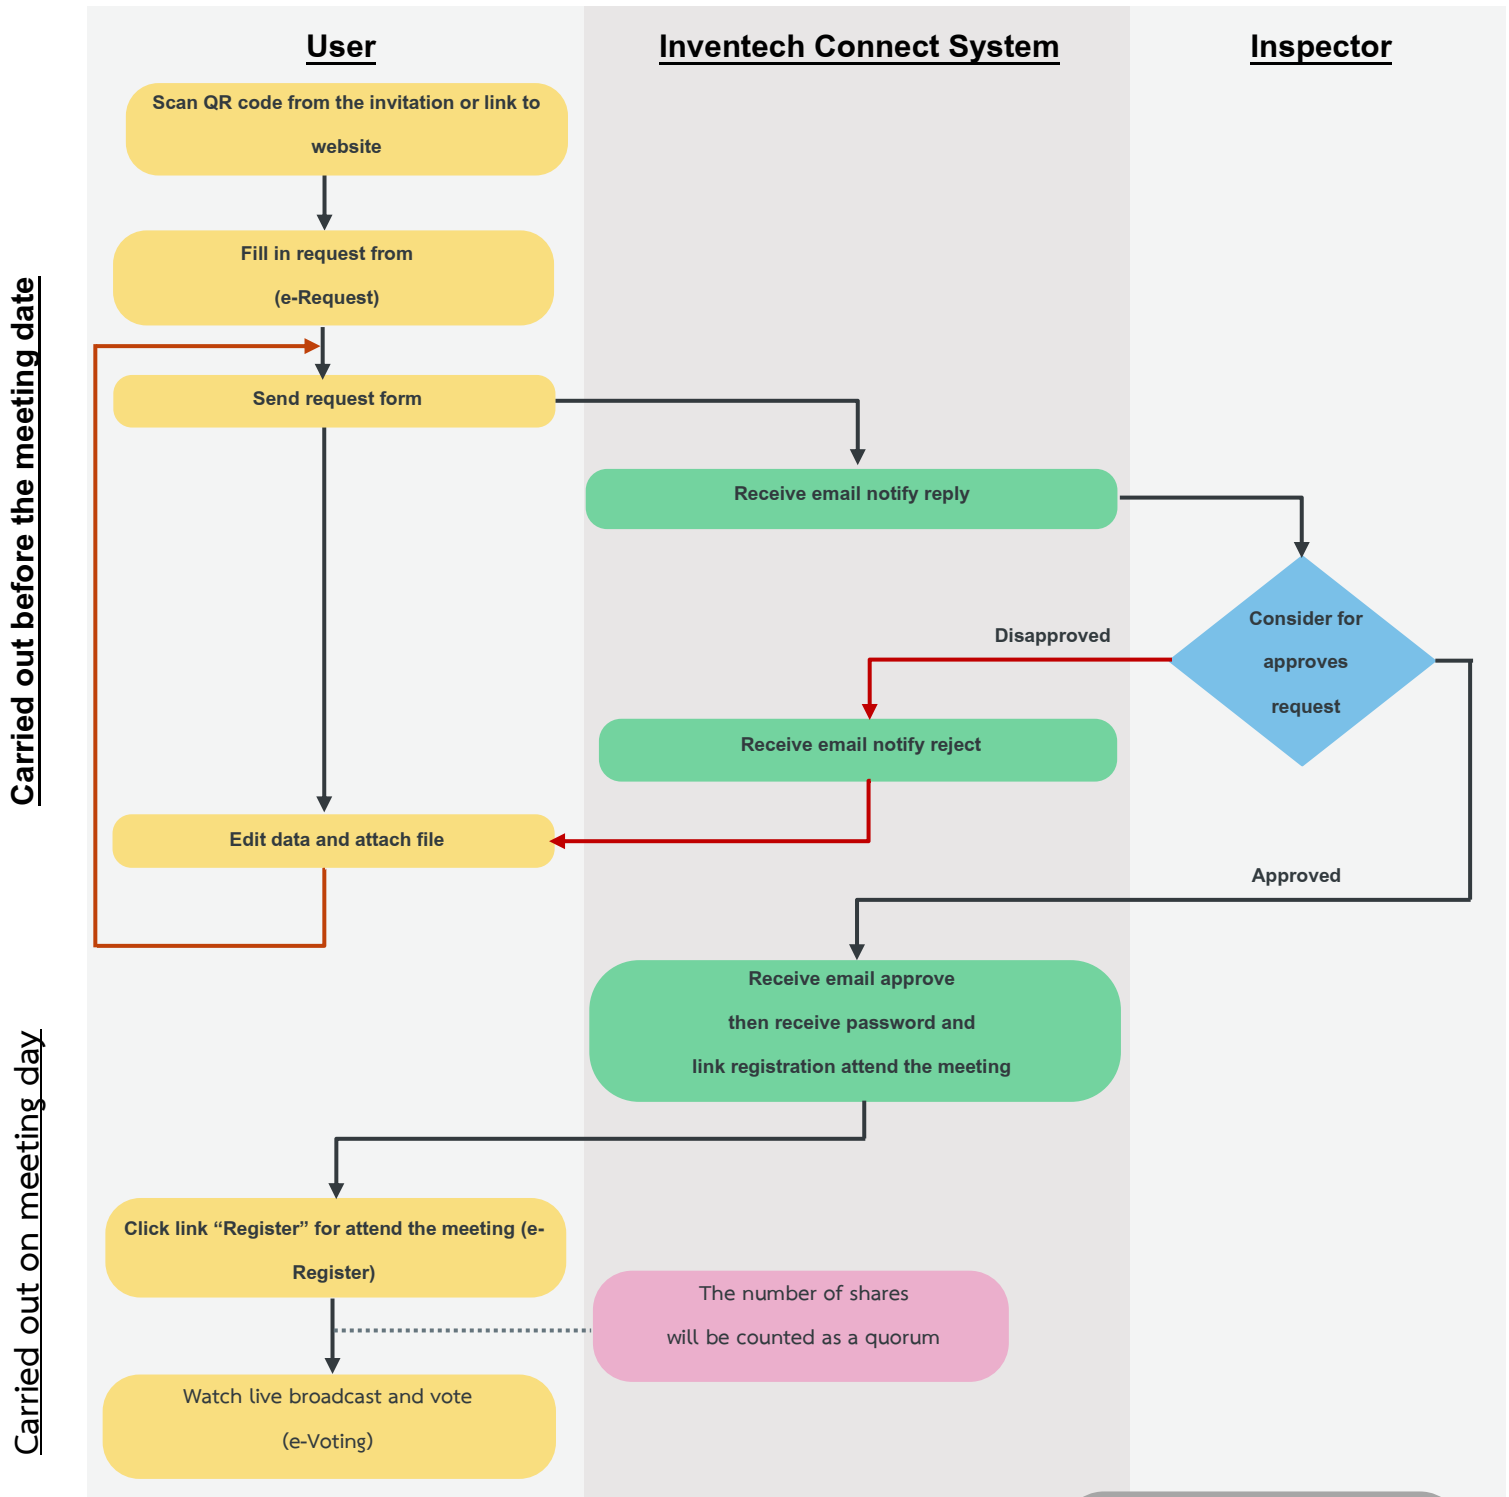 User
Inventech Connect System
Inspector
Carried out before the meeting date
Scan QR code from the invitation or link to
website
Fill in request from
(e-Request)
Send request form
Receive email notify reply
Consider for
approves
request
Disapproved
Receive email notify reject
Edit data and attach file
Approved
Receive email approve
then receive password and
link registration attend the meeting
Carried out on meeting day
Click link “Register” for attend the meeting (e-
Register)
The number of shares
will be counted as a quorum
Watch live broadcast and vote
(e-Voting)